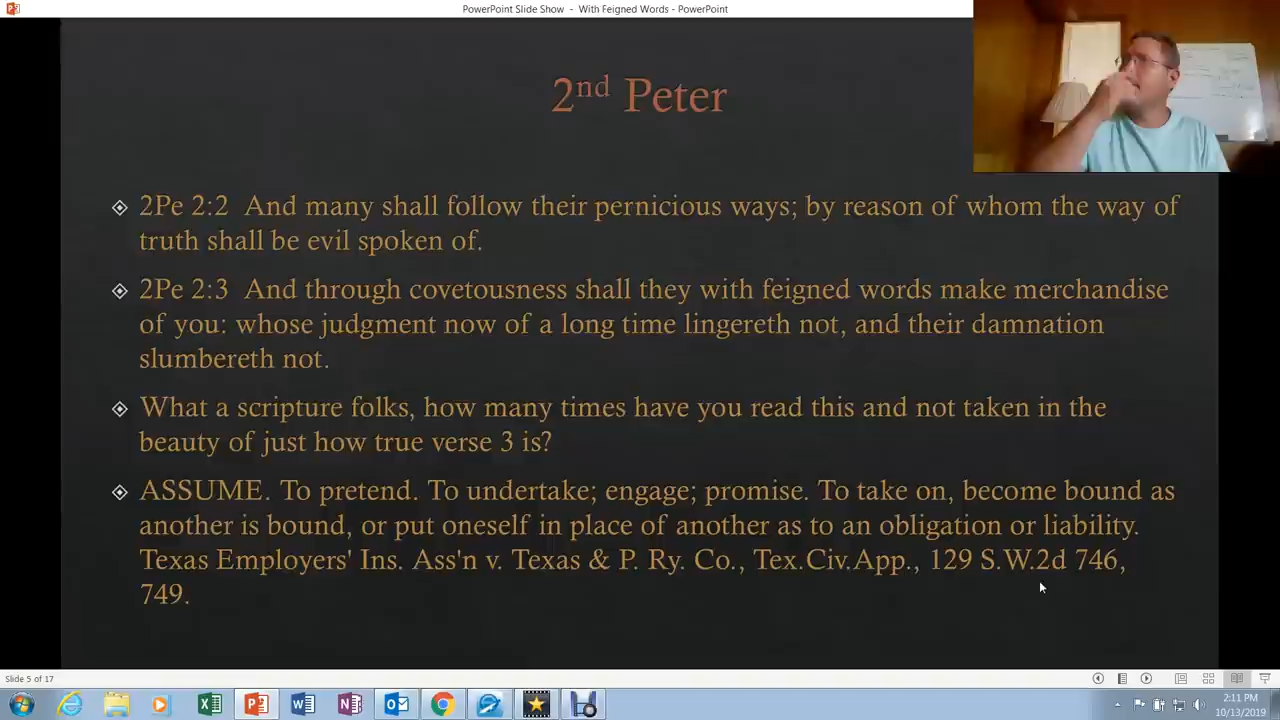 PowerPoint Slide Show - With Feigned Words - PowerPoint
2nd Peter
2Pe 2:2 And many shall follow their pernicious ways; by reason of whom the way of
truth shall be evil spoken of.
2Pe 2:3 And through covetousness shall they with feigned words make merchandise
of you: whose judgment now of a long time lingereth not, and their damnation
slumbereth not.
What a scripture folks, how many times have you read this and not taken in the
beauty of just how true verse 3 is?
ASSUME. To pretend. To undertake; engage; promise. To take on, become bound as
another is bound, or put oneself in place of another as to an obligation or liability.
Texas Employers' Ins. Ass'n v. Texas & P. Ry. Co., Tex.Civ.App., 129 S.W.2d 746,
749.
Slide 5 of 17
2:11 PM
10/13/2019